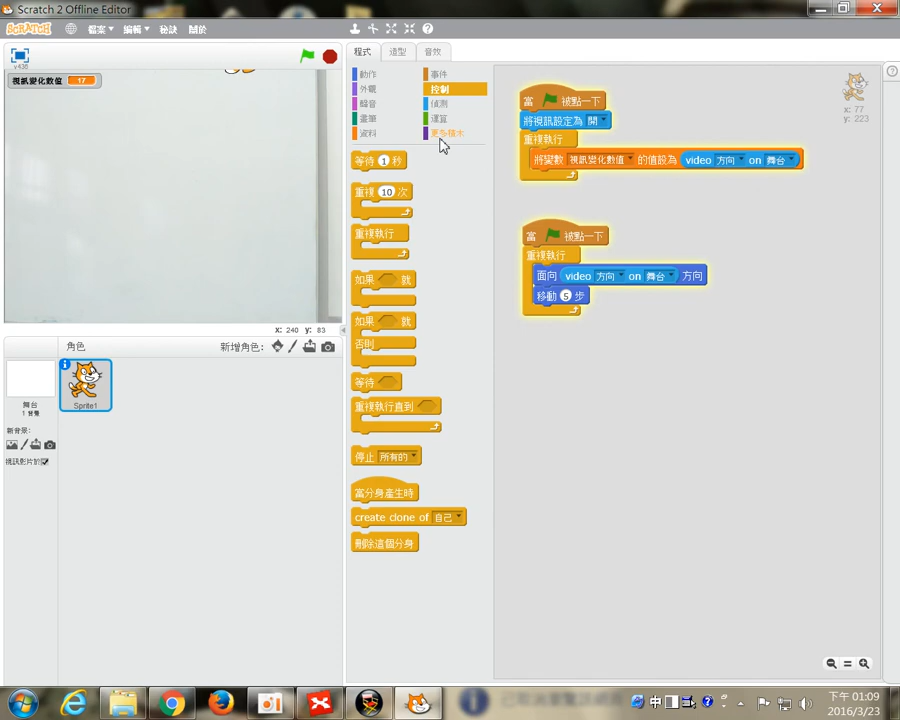 Scratch 2 Offline Editor
SCRATCH 檔案▼ 編輯▼ 秘訣 關於
v438
視訊變化數值 17
x: 240 y: 83
程式 造型 音效
動作 事件
外觀 控制
聲音 偵測
畫筆 運算
資料 更多積木
等待 1 秒
重複 10 次
重複執行
如果 就
如果 就
否則
等待
重複執行直到
停止 所有的
當分身產生時
create clone of 自己
刪除這個分身
當 被點一下
將視訊設定為 開
重複執行
將變數 視訊變化數值 的值設為 video 方向 on 舞台
當 被點一下
重複執行
面向 video 方向 on 舞台 方向
移動 5 步
x: 77
y: 223
角色 新增角色:
舞台
1 背景
新背景:
視訊影片於
Sprite1
中
下午 01:09
2016/3/23